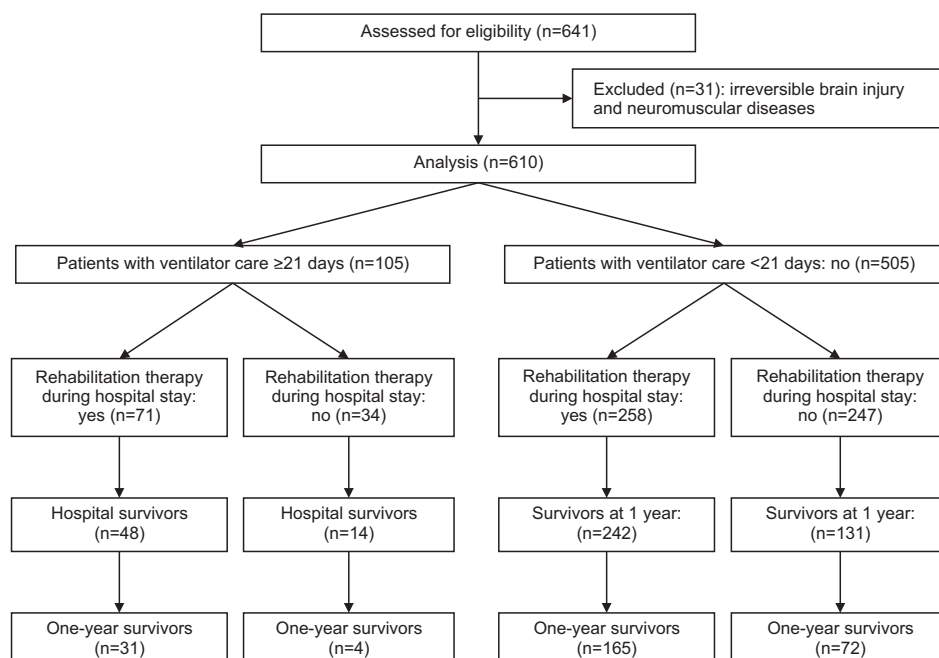 Assessed for eligibility (n=641)
Excluded (n=31): irreversible brain injury
and neuromuscular diseases
Analysis (n=610)
Patients with ventilator care ≥21 days (n=105)
Patients with ventilator care <21 days: no (n=505)
Rehabilitation therapy
during hospital stay:
yes (n=71)
Rehabilitation therapy
during hospital stay:
no (n=34)
Rehabilitation therapy
during hospital stay:
yes (n=258)
Rehabilitation therapy
during hospital stay:
no (n=247)
Hospital survivors
(n=48)
Hospital survivors
(n=14)
Survivors at 1 year:
(n=242)
Survivors at 1 year:
(n=131)
One-year survivors
(n=31)
One-year survivors
(n=4)
One-year survivors
(n=165)
One-year survivors
(n=72)